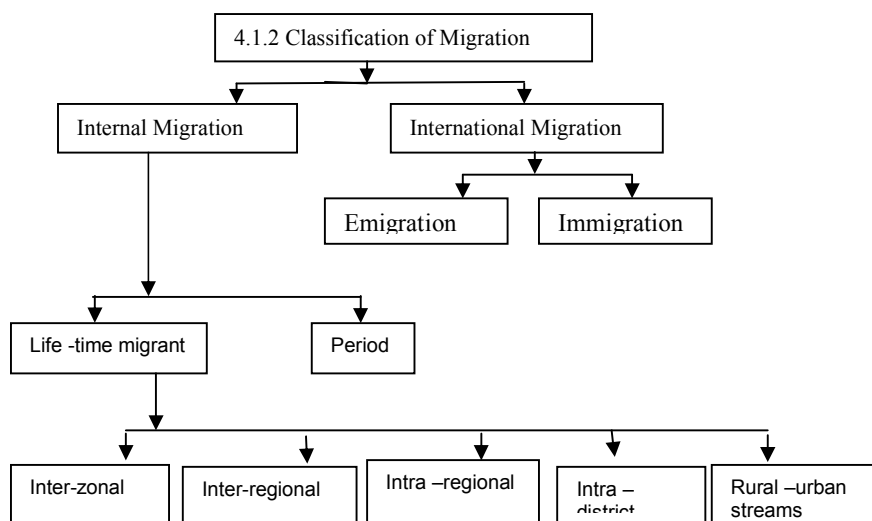 4.1.2 Classification of Migration
Internal Migration
International Migration
Emigration
Immigration
Life -time migrant
Period
Inter-zonal
Inter-regional
Intra –regional
Intra –
district
Rural –urban
streams